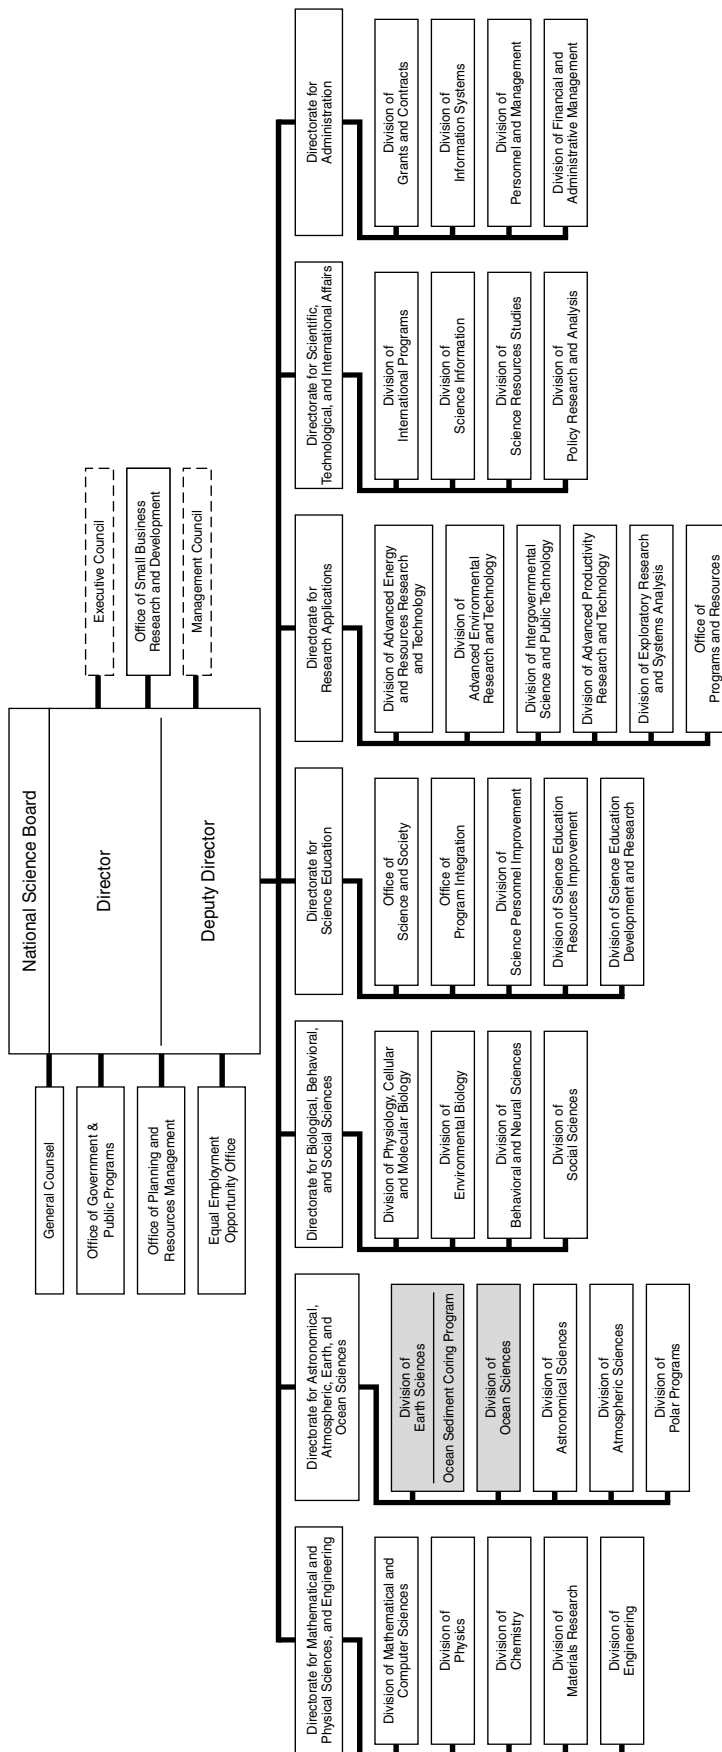 National Science Board
Director
Deputy Director
General Counsel
Office of Government &
Public Programs
Office of Planning and
Resources Management
Equal Employment
Opportunity Office
Executive Council
Office of Small Business
Research and Development
Management Council
Directorate for Mathematical and
Physical Sciences, and Engineering
Division of Mathematical and
Computer Sciences
Division of
Physics
Division of
Chemistry
Division of
Materials Research
Division of
Engineering
Directorate for Astronomical,
Atmospheric, Earth, and
Ocean Sciences
Division of
Earth Sciences
Ocean Sediment Coring Program
Division of
Ocean Sciences
Division of
Astronomical Sciences
Division of
Atmospheric Sciences
Division of
Polar Programs
Directorate for Biological, Behavioral,
and Social Sciences
Division of Physiology, Cellular
and Molecular Biology
Division of
Environmental Biology
Division of
Behavioral and Neural Sciences
Division of
Social Sciences
Directorate for
Science Education
Office of
Science and Society
Office of
Program Integration
Division of
Science Personnel Improvement
Division of Science Education
Resources Improvement
Division of Science Education
Development and Research
Directorate for
Research Applications
Division of Advanced Energy
and Resources Research
and Technology
Division of
Advanced Environmental
Research and Technology
Division of Intergovernmental
Science and Public Technology
Division of Advanced Productivity
Research and Technology
Division of Exploratory Research
and Systems Analysis
Office of
Programs and Resources
Directorate for Scientific,
Technological, and International Affairs
Division of
International Programs
Division of
Science Information
Division of
Science Resources Studies
Division of
Policy Research and Analysis
Directorate for
Administration
Division of
Grants and Contracts
Division of
Information Systems
Division of
Personnel and Management
Division of Financial and
Administrative Management